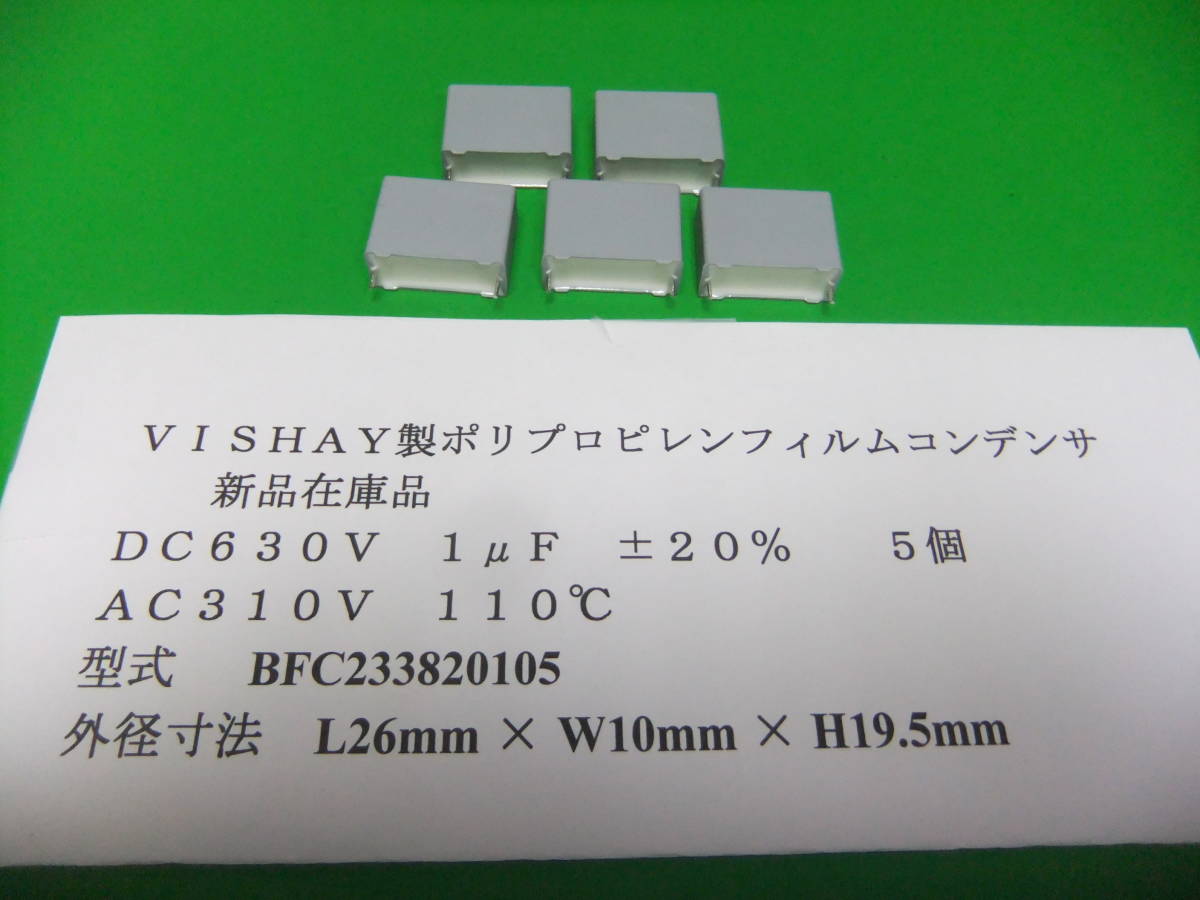 ＶＩＳＨＡＹ製ポリプロピレンフィルムコンデンサ
新品在庫品
ＤＣ６３０Ｖ　１μＦ　±２０％　　５個
ＡＣ３１０Ｖ　１１０℃
型式　　BFC233820105
外径寸法　L26mm × W10mm × H19.5mm